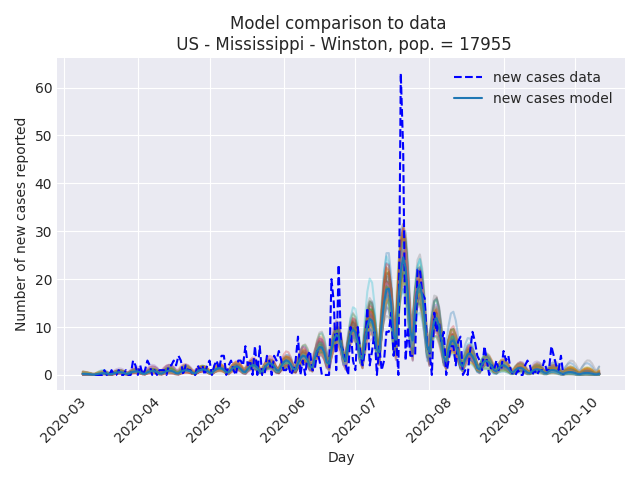 Model comparison to data
US - Mississippi - Winston, pop. = 17955
new cases data
new cases model
Number of new cases reported
60
50
40
30
20
10
0
2020-03
2020-04
2020-05
2020-06
2020-07
2020-08
2020-09
2020-10
Day